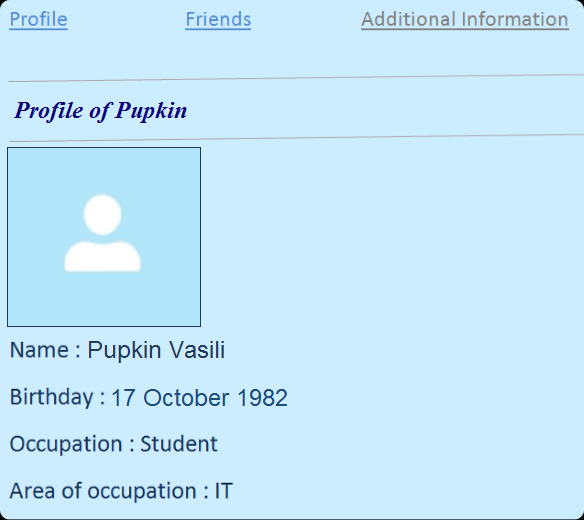 Profile Friends Additional Information
Profile of Pupkin
Name : Pupkin Vasili
Birthday : 17 October 1982
Occupation : Student
Area of occupation : IT